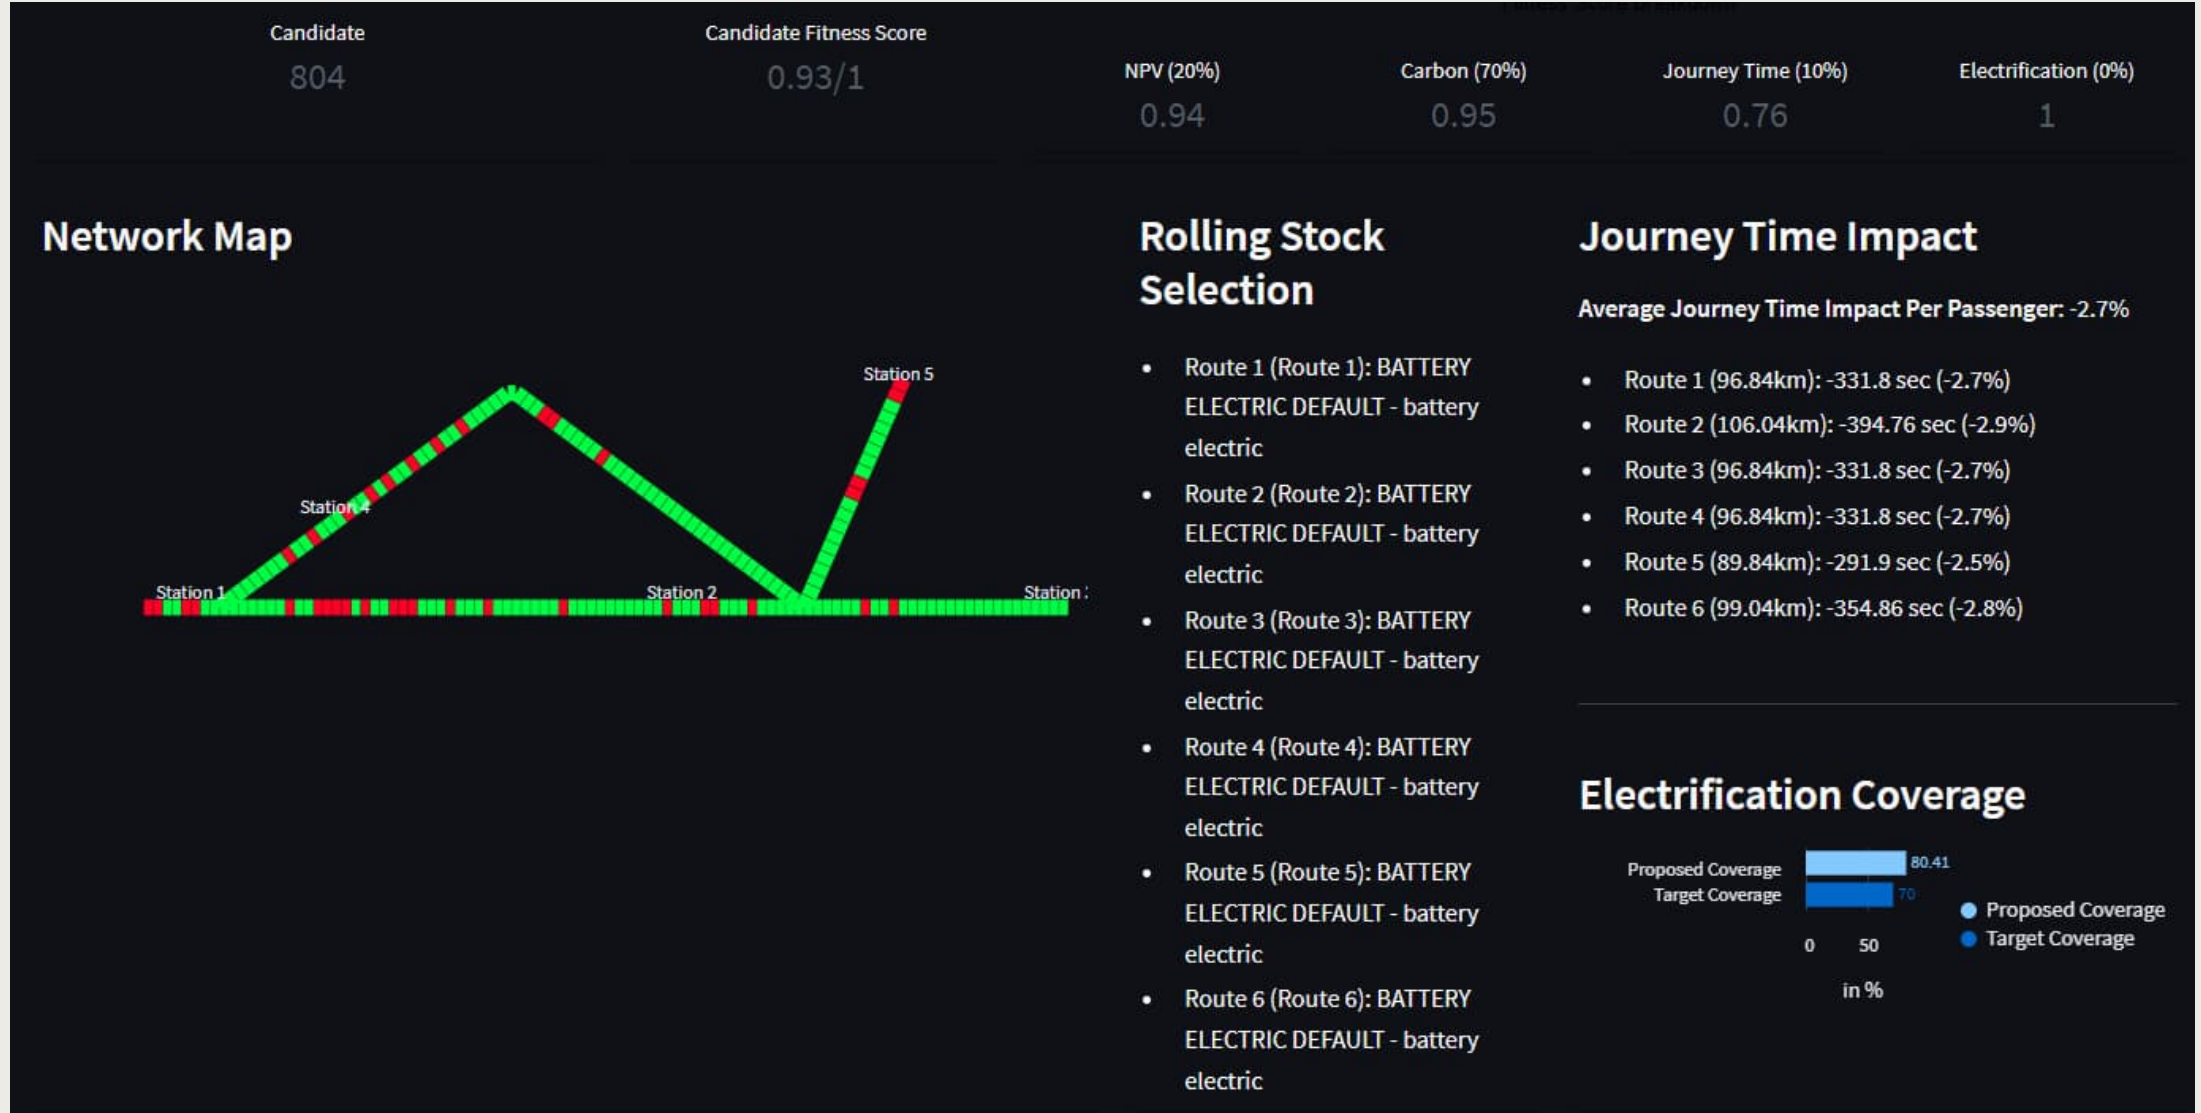 Candidate
804
Candidate Fitness Score
0.93/1
NPV (20%)
0.94
Carbon (70%)
0.95
Journey Time (10%)
0.76
Electrification (0%)
1
Network Map
Station 5
Station 4
Station 1
Station 2
Station
Rolling Stock
Selection
• Route 1 (Route 1): BATTERY
ELECTRIC DEFAULT - battery
electric
• Route 2 (Route 2): BATTERY
ELECTRIC DEFAULT - battery
electric
• Route 3 (Route 3): BATTERY
ELECTRIC DEFAULT - battery
electric
• Route 4 (Route 4): BATTERY
ELECTRIC DEFAULT - battery
electric
• Route 5 (Route 5): BATTERY
ELECTRIC DEFAULT - battery
electric
• Route 6 (Route 6): BATTERY
ELECTRIC DEFAULT - battery
electric
Journey Time Impact
Average Journey Time Impact Per Passenger: -2.7%
• Route 1 (96.84km): -331.8 sec (-2.7%)
• Route 2 (106.04km): -394.76 sec (-2.9%)
• Route 3 (96.84km): -331.8 sec (-2.7%)
• Route 4 (96.84km): -331.8 sec (-2.7%)
• Route 5 (89.84km): -291.9 sec (-2.5%)
• Route 6 (99.04km): -354.86 sec (-2.8%)
Electrification Coverage
Proposed Coverage
80.41
Target Coverage
70
0 50
in %
Proposed Coverage
Target Coverage